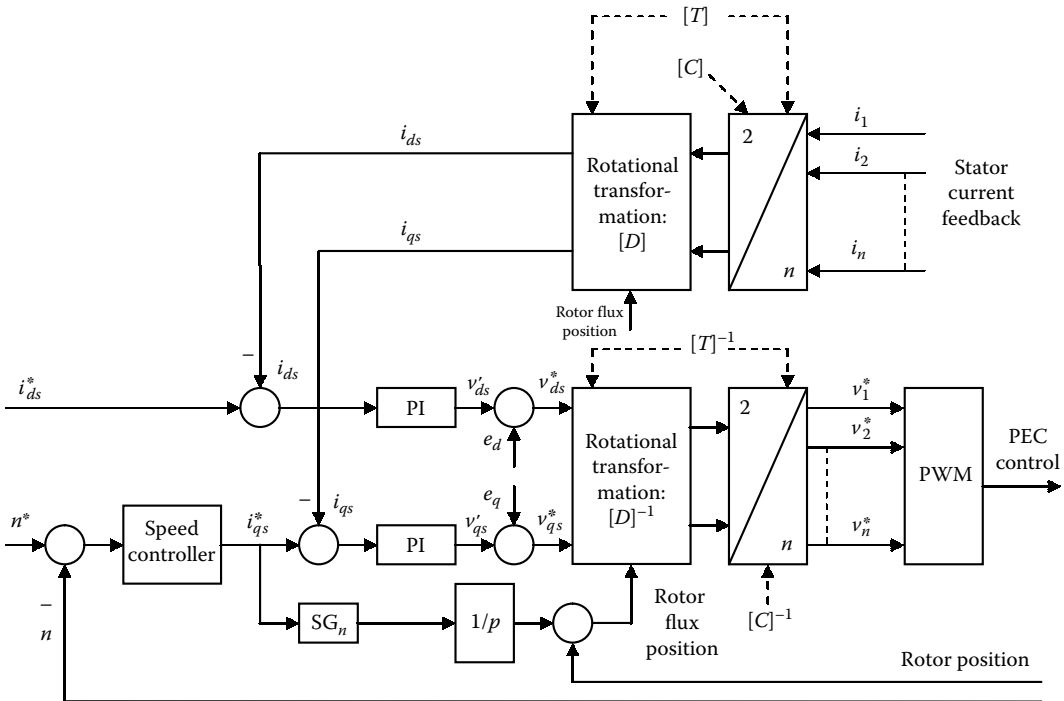 [T]
[C]
2
n
Rotational
transfor-
mation:
[D]
i_1
i_2
i_n
Stator
current
feedback
i_ds
i_qs
Rotor flux
position
[T]^−1
−
i_ds
i*_ds
PI
v′_ds
v*_ds
e_d
e_q
Rotational
transfor-
mation:
[D]^−1
2
n
v*_1
v*_2
v*_n
PWM
PEC
control
n*
−
n
Speed
controller
i*_qs
−
i_qs
PI
v′_qs
v*_qs
SG_n
1/p
Rotor
flux
position
[C]^−1
Rotor position